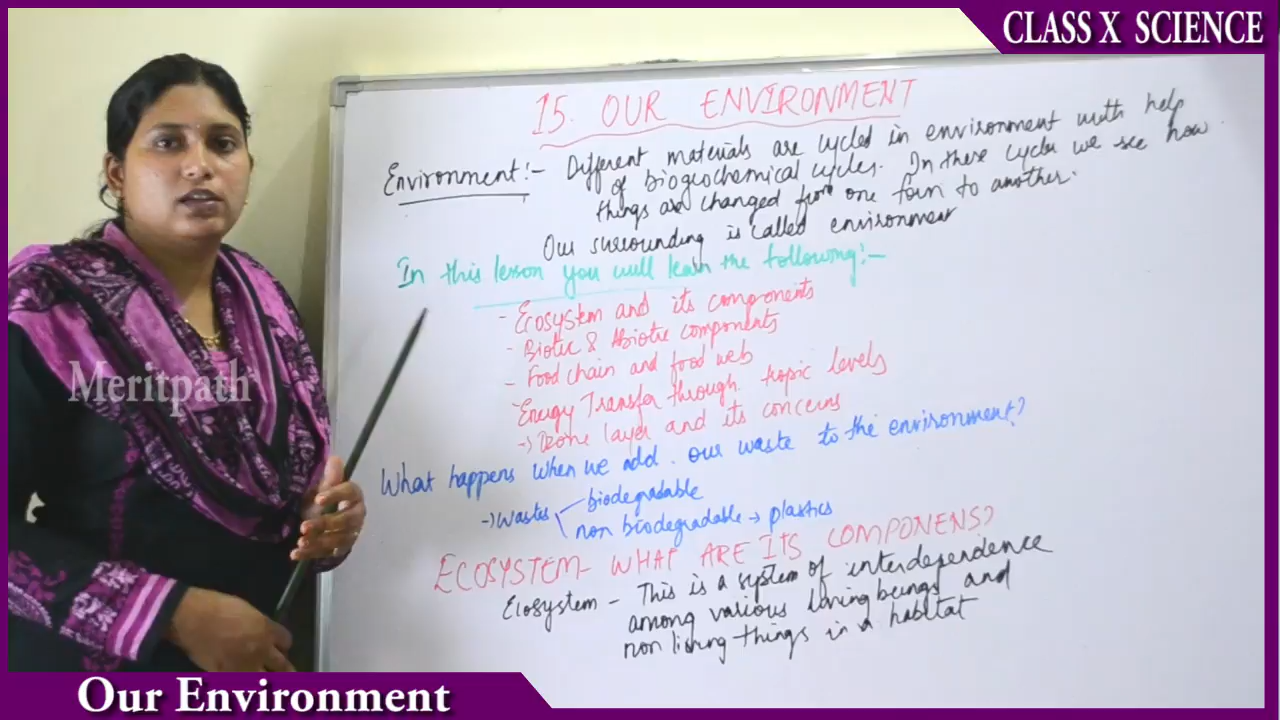 CLASS X SCIENCE
15. OUR ENVIRONMENT
Environment:- Different materials are cycled in environment with help
of biogeochemical cycles. In these cycles we see how
things are changed from one form to another.
Our surrounding is called environment
In this lesson you will learn the following:-
- Ecosystem and its components
- Biotic & Abiotic components
- Food chain and food web
- Energy Transfer through tropic levels
-> Ozone layer and its concerns
What happens when we add our waste to the environment?
-> Wastes
biodegradable
non biodegradable -> plastics
ECOSYSTEM- WHAT ARE ITS COMPONENS?
Ecosystem - This is a system of interdependence
among various living beings and
non living things in a habitat
Meritpath
Our Environment